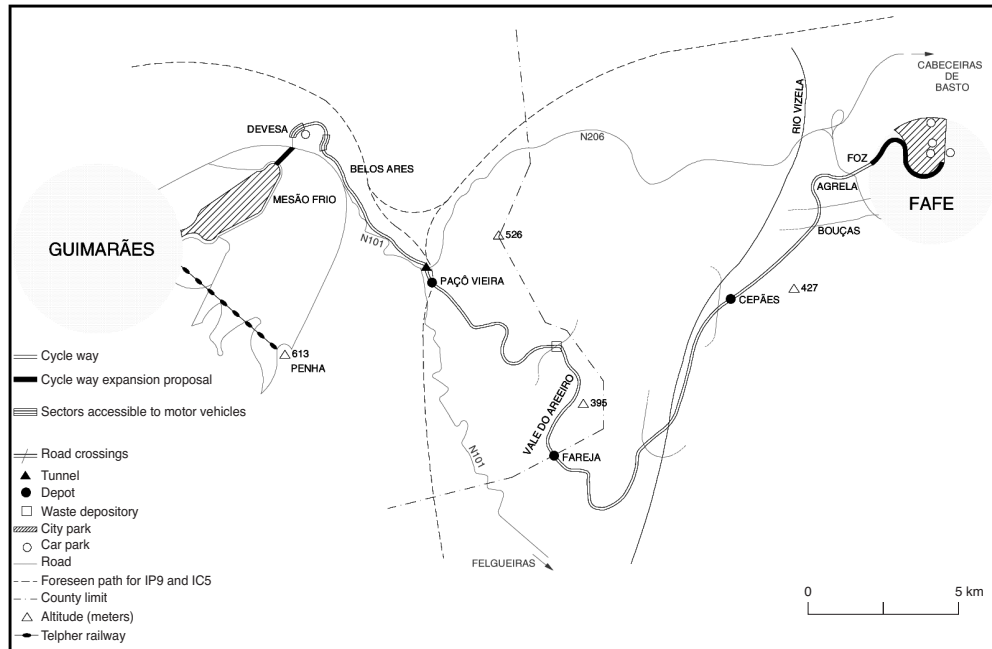 CABECEIRAS
DE
BASTO
DEVESA
N206
RIO VIZELA
BELOS ARES
FOZ
MESÃO FRIO
AGRELA
FAFE
GUIMARÃES
N101
526
BOUÇAS
PAÇÔ VIEIRA
CEPÃES
427
613
PENHA
VALE DO AREEIRO
395
N101
FAREJA
FELGUEIRAS
Cycle way
Cycle way expansion proposal
Sectors accessible to motor vehicles
Road crossings
Tunnel
Depot
Waste depository
City park
Car park
Road
Foreseen path for IP9 and IC5
County limit
Altitude (meters)
Telpher railway
0 5 km